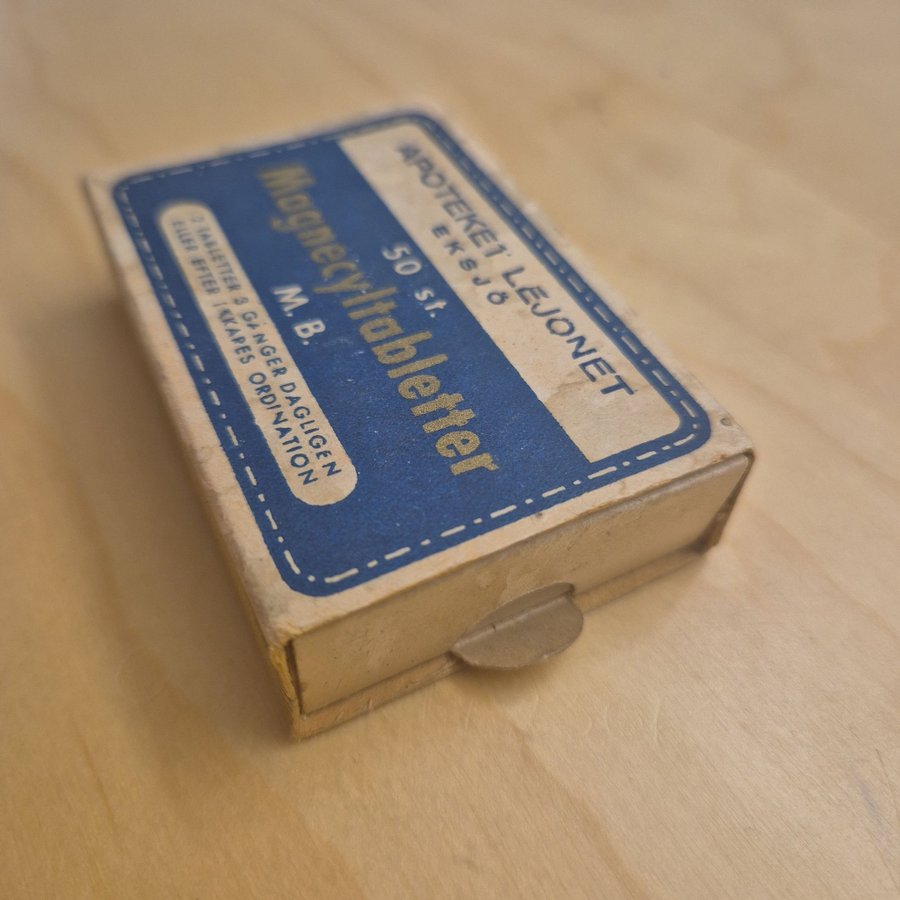 APOTEKET LEJONET
EKSJÖ
50 st.
Magnecyltabletter
M. B.
2 TABLETTER 3 GÅNGER DAGLIGEN
ELLER EFTER LÄKARES ORDINATION